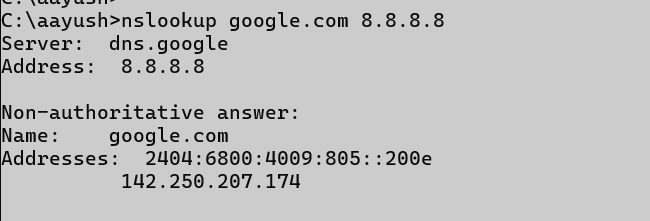 C:\aayush>
C:\aayush>nslookup google.com 8.8.8.8
Server:  dns.google
Address:  8.8.8.8

Non-authoritative answer:
Name:    google.com
Addresses:  2404:6800:4009:805::200e
          142.250.207.174